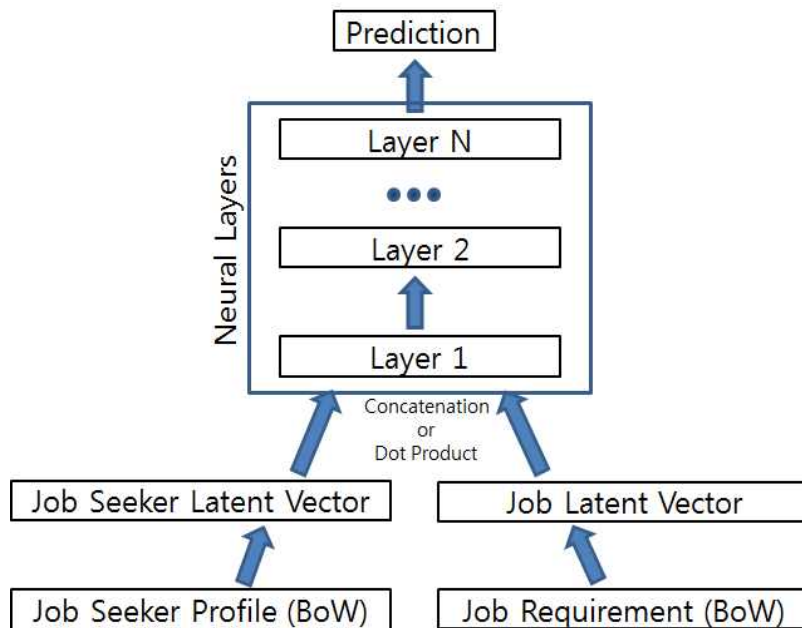 Prediction
Neural Layers
Layer N
Layer 2
Layer 1
Concatenation
or
Dot Product
Job Seeker Latent Vector
Job Latent Vector
Job Seeker Profile (BoW)
Job Requirement (BoW)